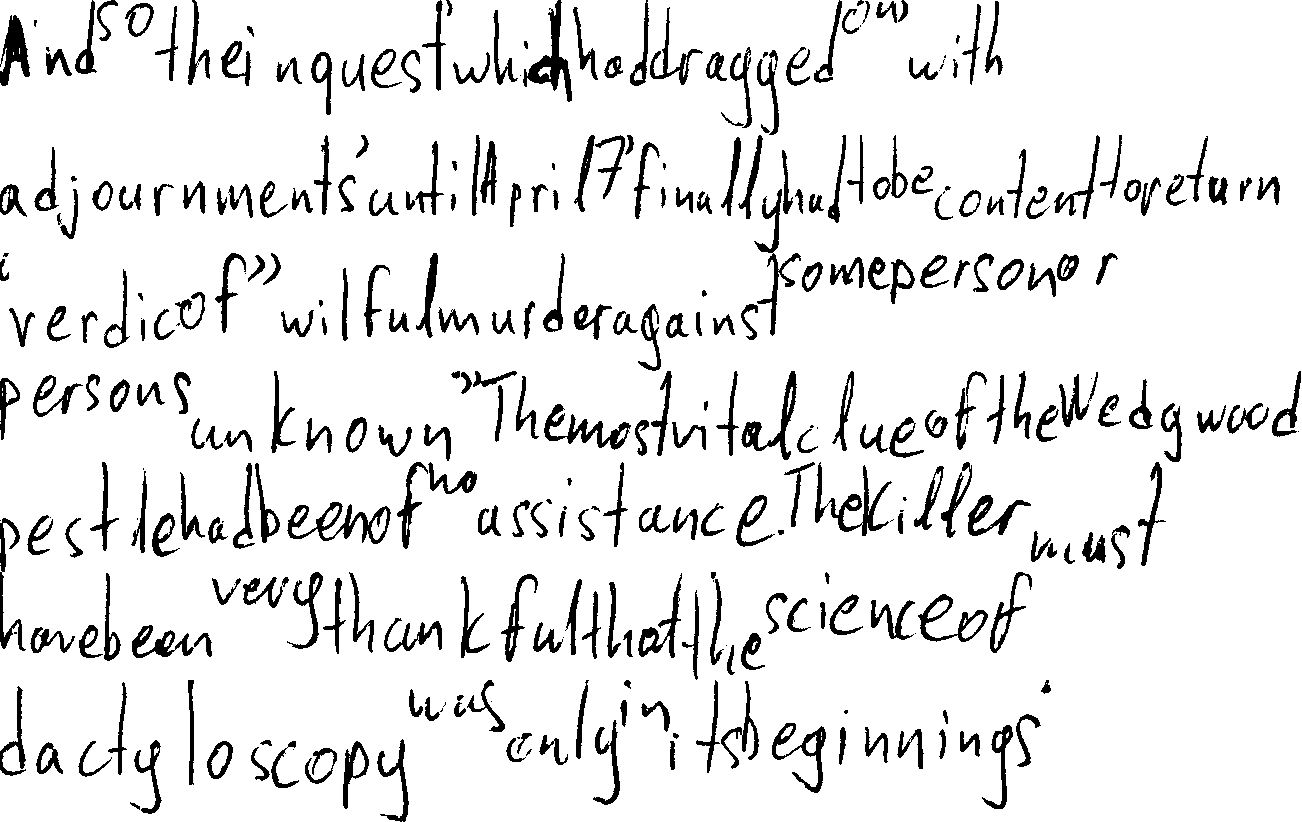 And so the inquest, which had dragged on, with
adjournments, until April 7, finally had to be content to return
"verdic of" wilful murder against some person or
persons unknown." The most vital clue of the Wedgwood
pestle had been of no assistance. The killer must
have been very thankful that the science of
dactyloscopy was only in its beginnings.